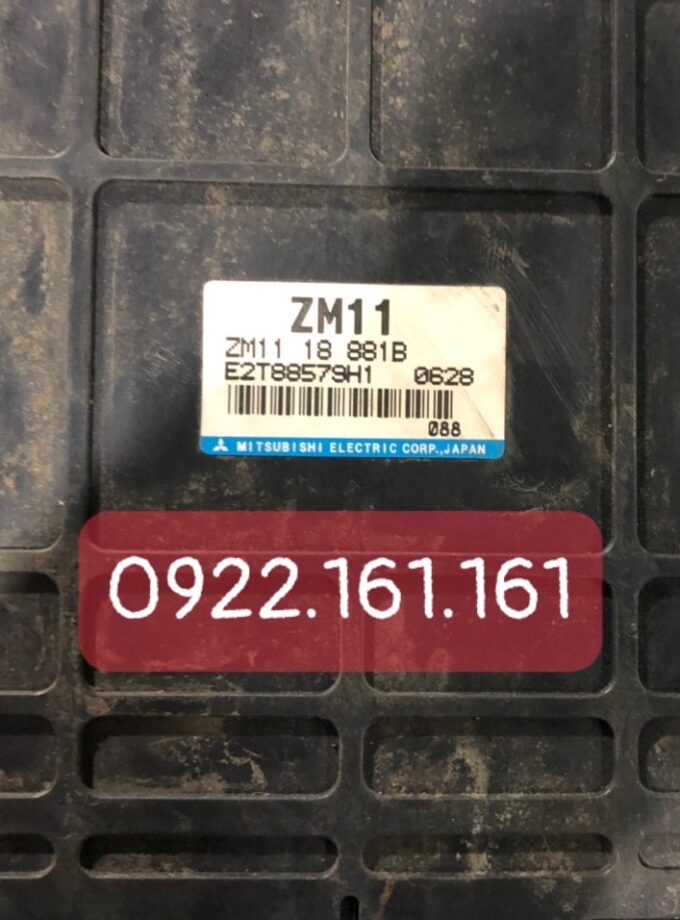 ZM11
ZM11 18 881B
E2T88579H1 0628
088
MITSUBISHI ELECTRIC CORP.,JAPAN
0922.161.161